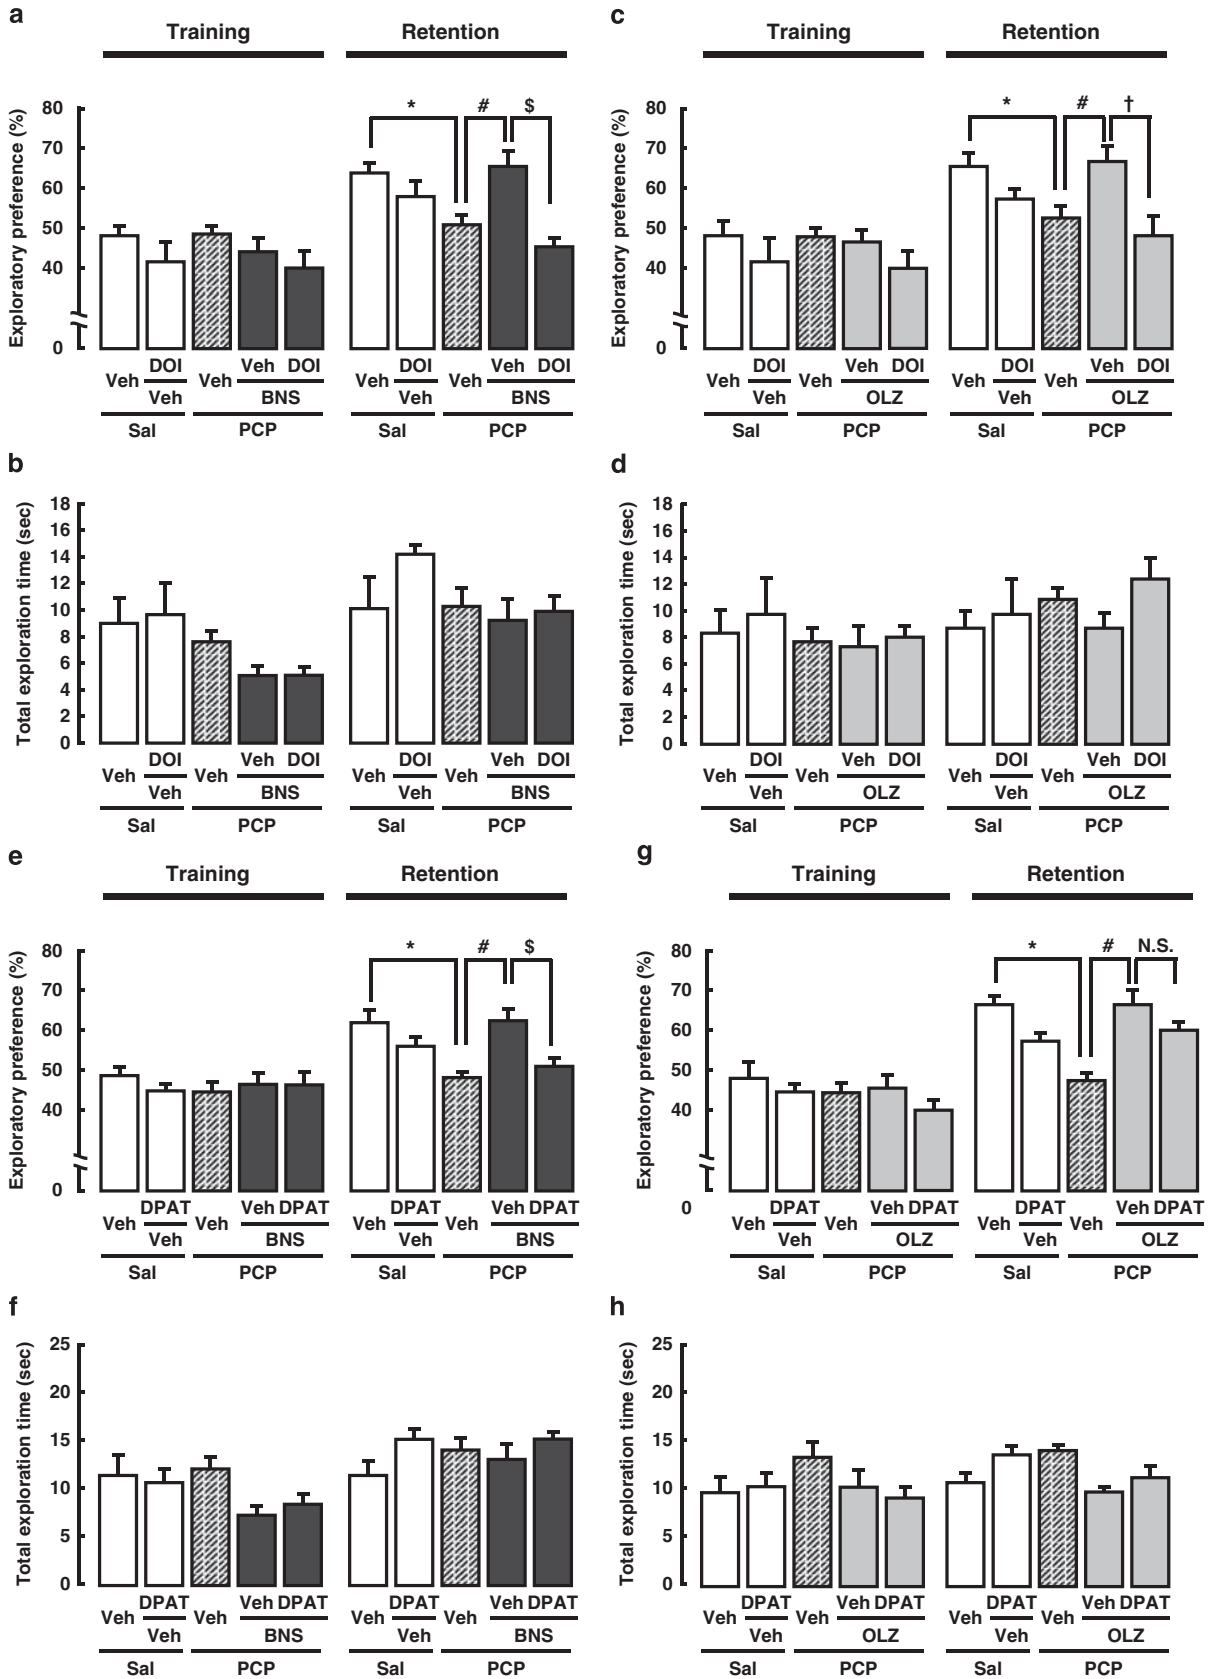 a
Training Retention
* # $
Exploratory preference (%)
80
70
60
50
40
0
Veh DOI Veh Veh DOI Veh DOI Veh Veh DOI
Veh BNS Veh BNS
Sal PCP Sal PCP
c
Training Retention
* # †
Exploratory preference (%)
80
70
60
50
40
0
Veh DOI Veh Veh DOI Veh DOI Veh Veh DOI
Veh OLZ Veh OLZ
Sal PCP Sal PCP
b
Total exploration time (sec)
18
16
14
12
10
8
6
4
2
0
Veh DOI Veh Veh DOI Veh DOI Veh Veh DOI
Veh BNS Veh BNS
Sal PCP Sal PCP
d
Total exploration time (sec)
18
16
14
12
10
8
6
4
2
0
Veh DOI Veh Veh DOI Veh DOI Veh Veh DOI
Veh OLZ Veh OLZ
Sal PCP Sal PCP
e
Training Retention
* # $
Exploratory preference (%)
80
70
60
50
40
0
Veh DPAT Veh Veh DPAT Veh DPAT Veh Veh DPAT
Veh BNS Veh BNS
Sal PCP Sal PCP
g
Training Retention
* # N.S.
Exploratory preference (%)
80
70
60
50
40
0
Veh DPAT Veh Veh DPAT Veh DPAT Veh Veh DPAT
Veh OLZ Veh OLZ
Sal PCP Sal PCP
f
Total exploration time (sec)
25
20
15
10
5
0
Veh DPAT Veh Veh DPAT Veh DPAT Veh Veh DPAT
Veh BNS Veh BNS
Sal PCP Sal PCP
h
Total exploration time (sec)
25
20
15
10
5
0
Veh DPAT Veh Veh DPAT Veh DPAT Veh Veh DPAT
Veh OLZ Veh OLZ
Sal PCP Sal PCP